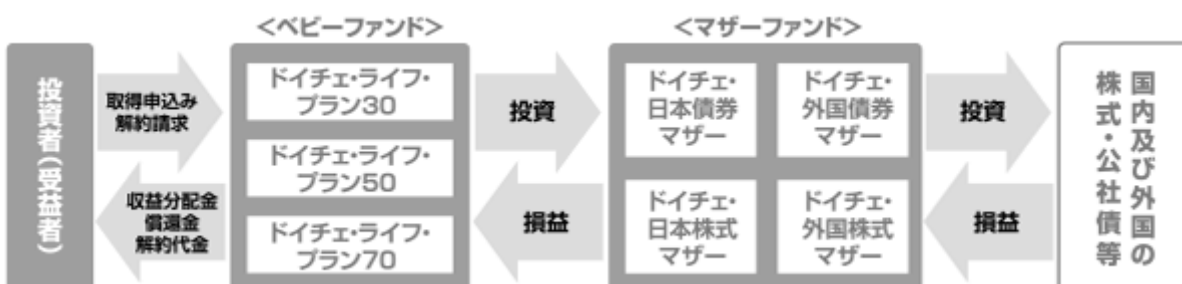 <ベビーファンド>
<マザーファンド>
投資者(受益者)
取得申込み
解約請求
収益分配金
償還金
解約代金
ドイチェ・ライフ・
プラン30
ドイチェ・ライフ・
プラン50
ドイチェ・ライフ・
プラン70
投資
損益
ドイチェ・
日本債券
マザー
ドイチェ・
外国債券
マザー
ドイチェ・
日本株式
マザー
ドイチェ・
外国株式
マザー
投資
損益
国内及び外国の
株式・公社債等